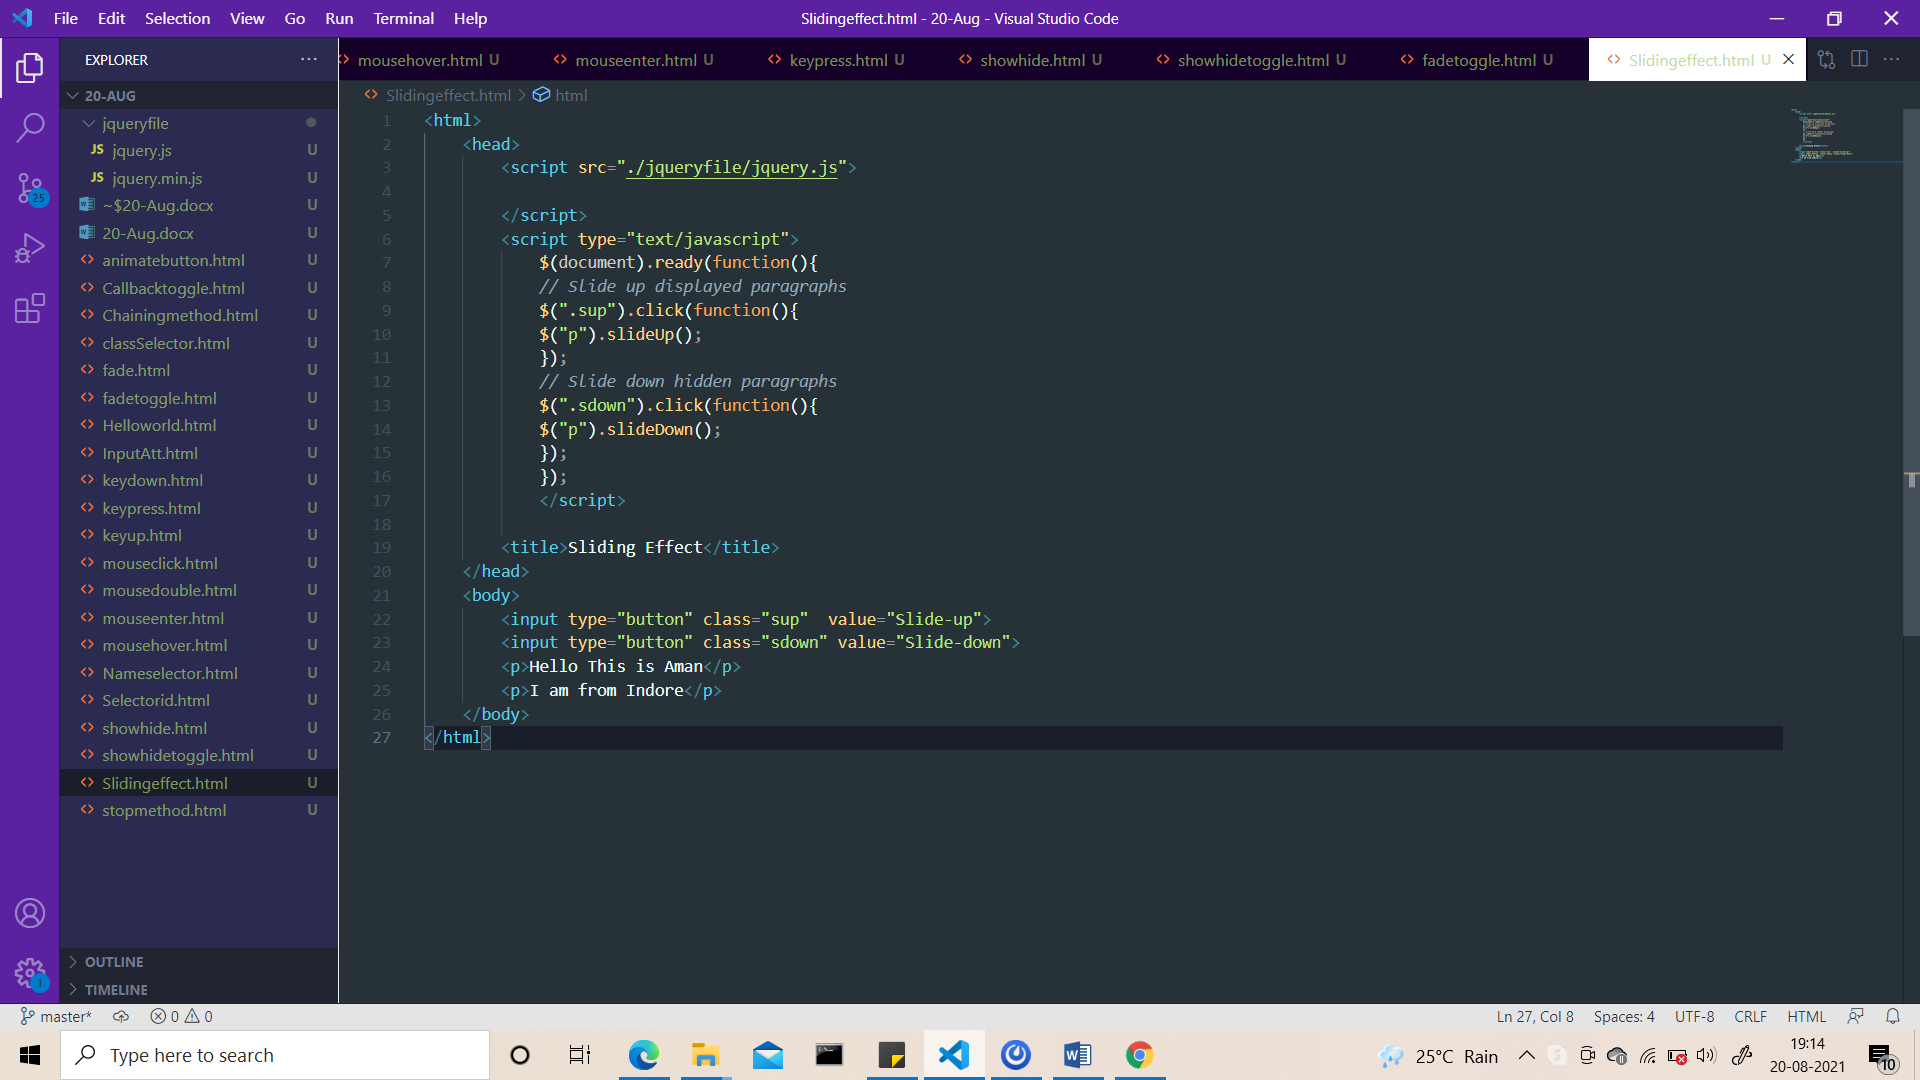 File Edit Selection View Go Run Terminal Help
Slidingeffect.html - 20-Aug - Visual Studio Code
EXPLORER
mousehover.html U
mouseenter.html U
keypress.html U
showhide.html U
showhidetoggle.html U
fadetoggle.html U
Slidingeffect.html U
20-AUG
jqueryfile
JS jquery.js U
JS jquery.min.js U
~$20-Aug.docx U
20-Aug.docx U
animatebutton.html U
Callbacktoggle.html U
Chainingmethod.html U
classSelector.html U
fade.html U
fadetoggle.html U
Helloworld.html U
InputAtt.html U
keydown.html U
keypress.html U
keyup.html U
mouseclick.html U
mousedouble.html U
mouseenter.html U
mousehover.html U
Nameselector.html U
Selectorid.html U
showhide.html U
showhidetoggle.html U
Slidingeffect.html U
stopmethod.html U
OUTLINE
TIMELINE
25
1
Slidingeffect.html > html
1 <html>
2 <head>
3 <script src="./jqueryfile/jquery.js">
4
5 </script>
6 <script type="text/javascript">
7 $(document).ready(function(){
8 // Slide up displayed paragraphs
9 $(".sup").click(function(){
10 $("p").slideUp();
11 });
12 // Slide down hidden paragraphs
13 $(".sdown").click(function(){
14 $("p").slideDown();
15 });
16 });
17 </script>
18
19 <title>Sliding Effect</title>
20 </head>
21 <body>
22 <input type="button" class="sup"  value="Slide-up">
23 <input type="button" class="sdown" value="Slide-down">
24 <p>Hello This is Aman</p>
25 <p>I am from Indore</p>
26 </body>
27 </html>
master* 0 0
Ln 27, Col 8 Spaces: 4 UTF-8 CRLF HTML
Type here to search
25°C Rain
19:14
20-08-2021
10